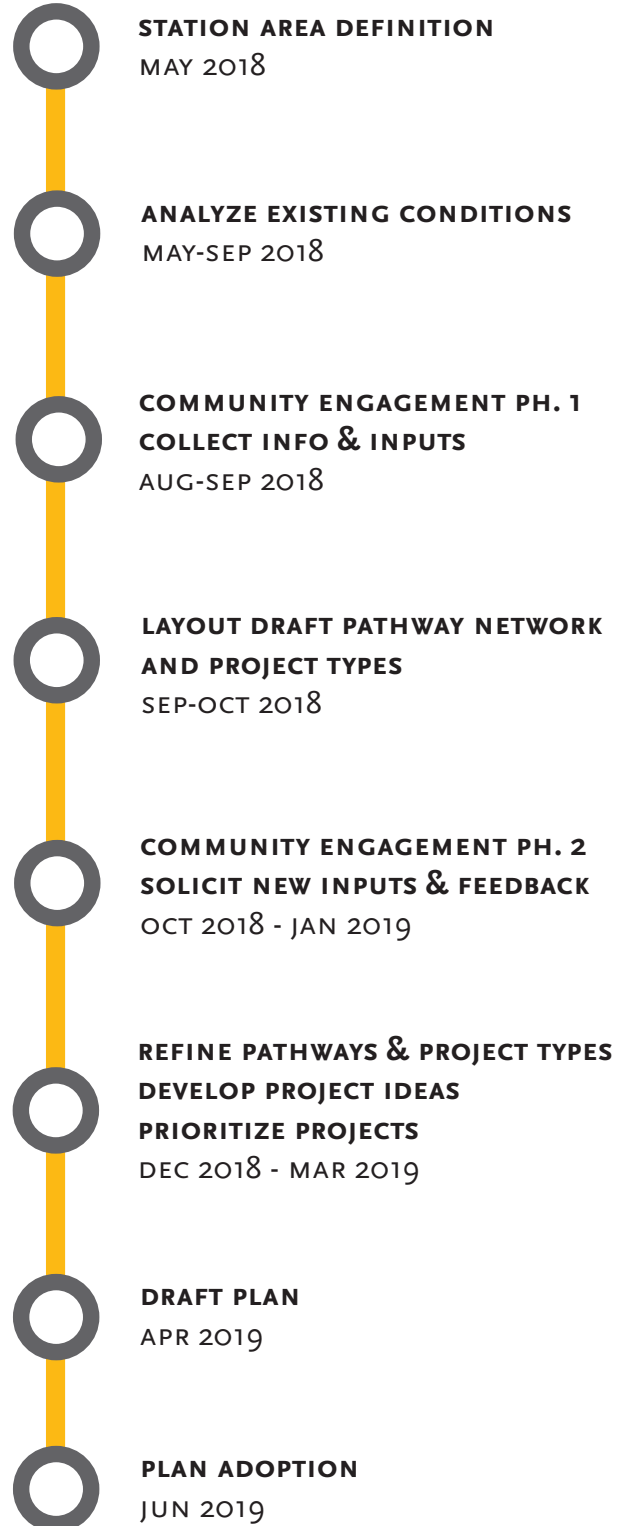 STATION AREA DEFINITION
MAY 2018
ANALYZE EXISTING CONDITIONS
MAY-SEP 2018
COMMUNITY ENGAGEMENT PH. 1
COLLECT INFO & INPUTS
AUG-SEP 2018
LAYOUT DRAFT PATHWAY NETWORK
AND PROJECT TYPES
SEP-OCT 2018
COMMUNITY ENGAGEMENT PH. 2
SOLICIT NEW INPUTS & FEEDBACK
OCT 2018 - JAN 2019
REFINE PATHWAYS & PROJECT TYPES
DEVELOP PROJECT IDEAS
PRIORITIZE PROJECTS
DEC 2018 - MAR 2019
DRAFT PLAN
APR 2019
PLAN ADOPTION
JUN 2019